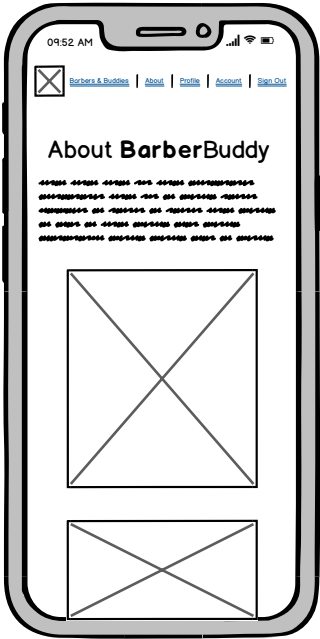 09:52 AM
Barbers & Buddies | About | Profile | Account | Sign Out
About BarberBuddy